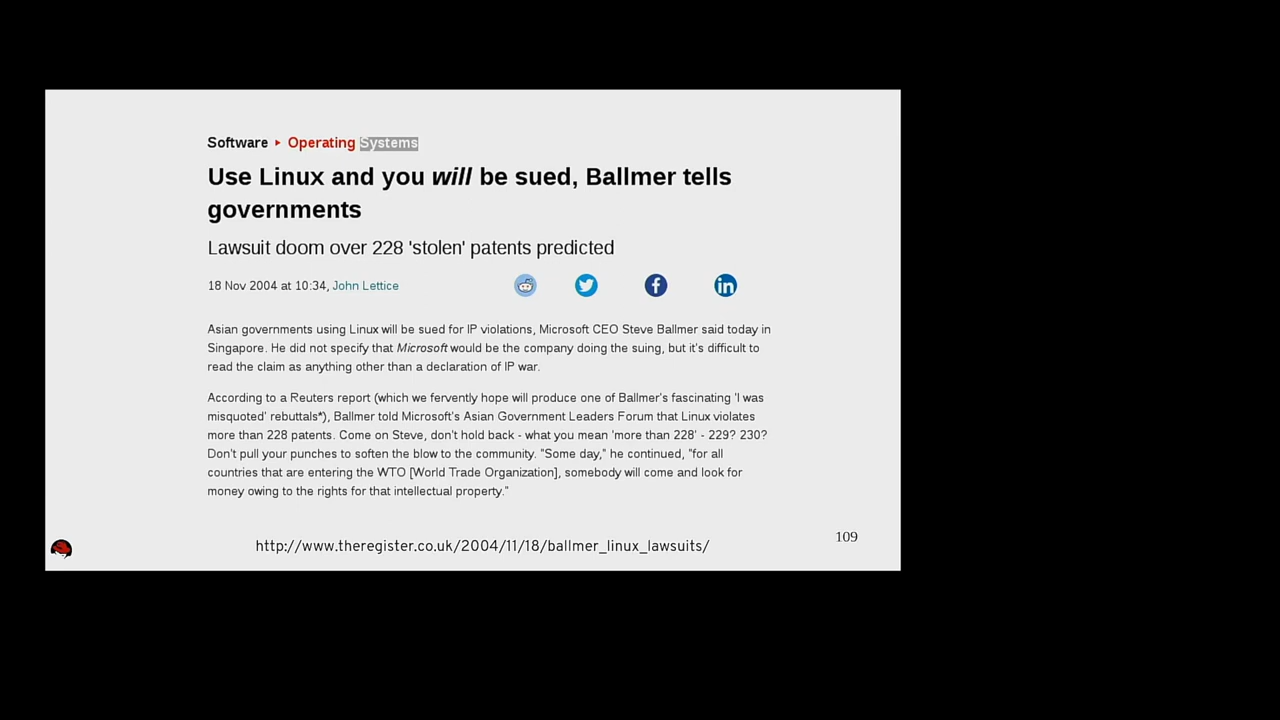 Software ▸ Operating Systems
Use Linux and you will be sued, Ballmer tells
governments
Lawsuit doom over 228 'stolen' patents predicted
18 Nov 2004 at 10:34, John Lettice
Asian governments using Linux will be sued for IP violations, Microsoft CEO Steve Ballmer said today in
Singapore. He did not specify that Microsoft would be the company doing the suing, but it's difficult to
read the claim as anything other than a declaration of IP war.
According to a Reuters report (which we fervently hope will produce one of Ballmer's fascinating 'I was
misquoted' rebuttals*), Ballmer told Microsoft's Asian Government Leaders Forum that Linux violates
more than 228 patents. Come on Steve, don't hold back - what you mean 'more than 228' - 229? 230?
Don't pull your punches to soften the blow to the community. "Some day," he continued, "for all
countries that are entering the WTO [World Trade Organization], somebody will come and look for
money owing to the rights for that intellectual property."
http://www.theregister.co.uk/2004/11/18/ballmer_linux_lawsuits/
109